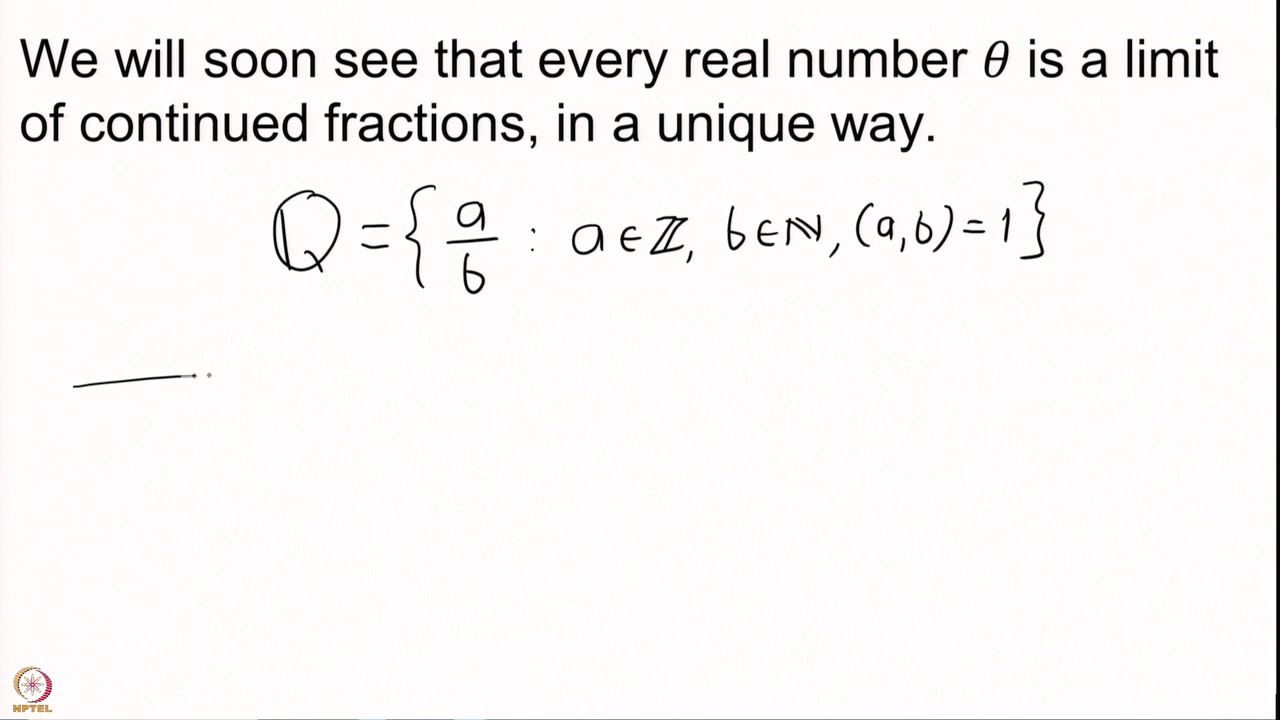 We will soon see that every real number θ is a limit
of continued fractions, in a unique way.
ℚ = { a/b : a ∈ ℤ, b ∈ ℕ, (a,b) = 1 }
NPTEL